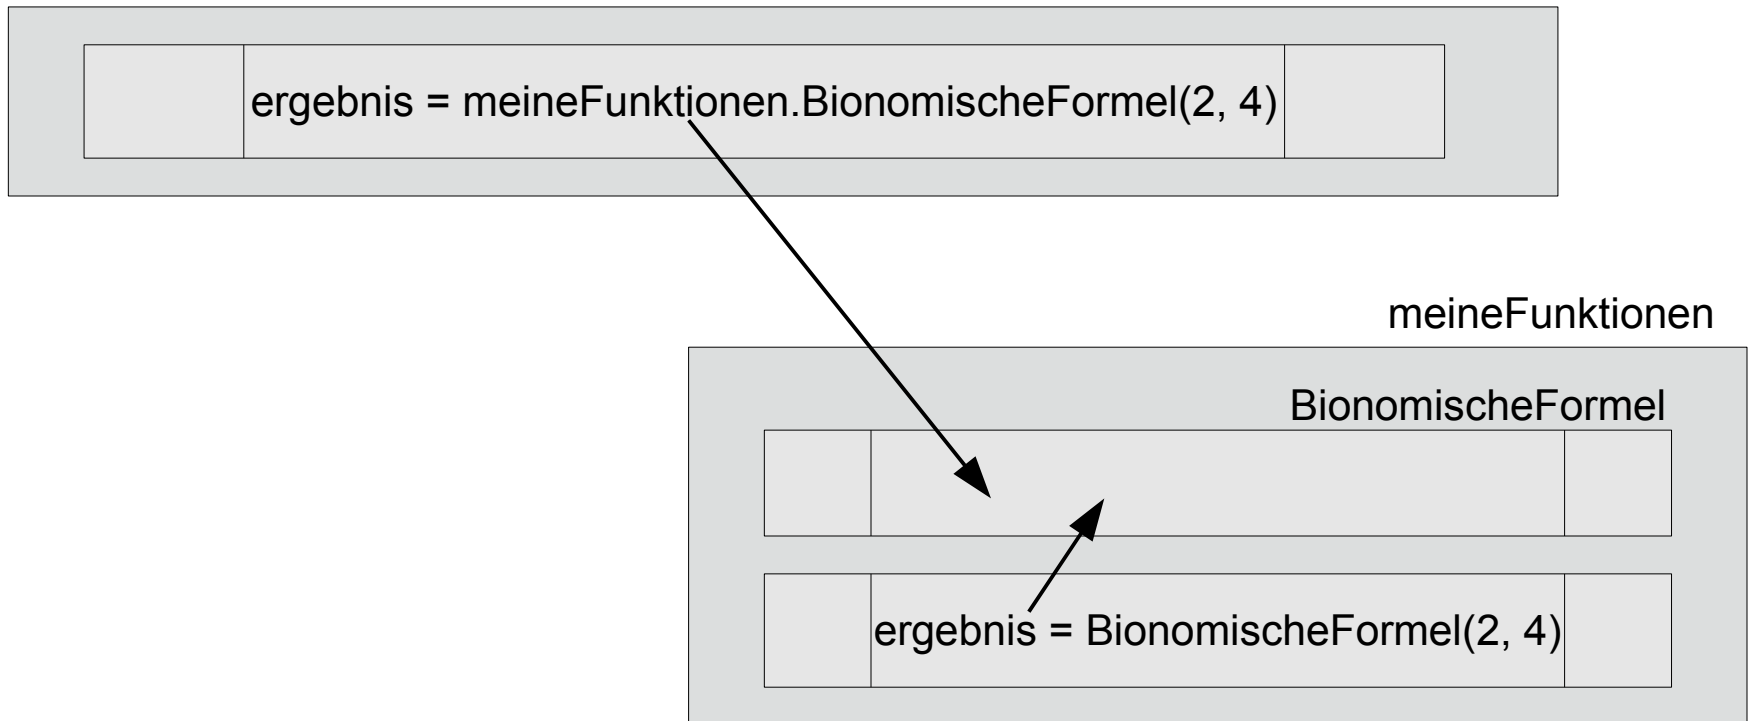 ergebnis = meineFunktionen.BionomischeFormel(2, 4)
meineFunktionen
BionomischeFormel
ergebnis = BionomischeFormel(2, 4)